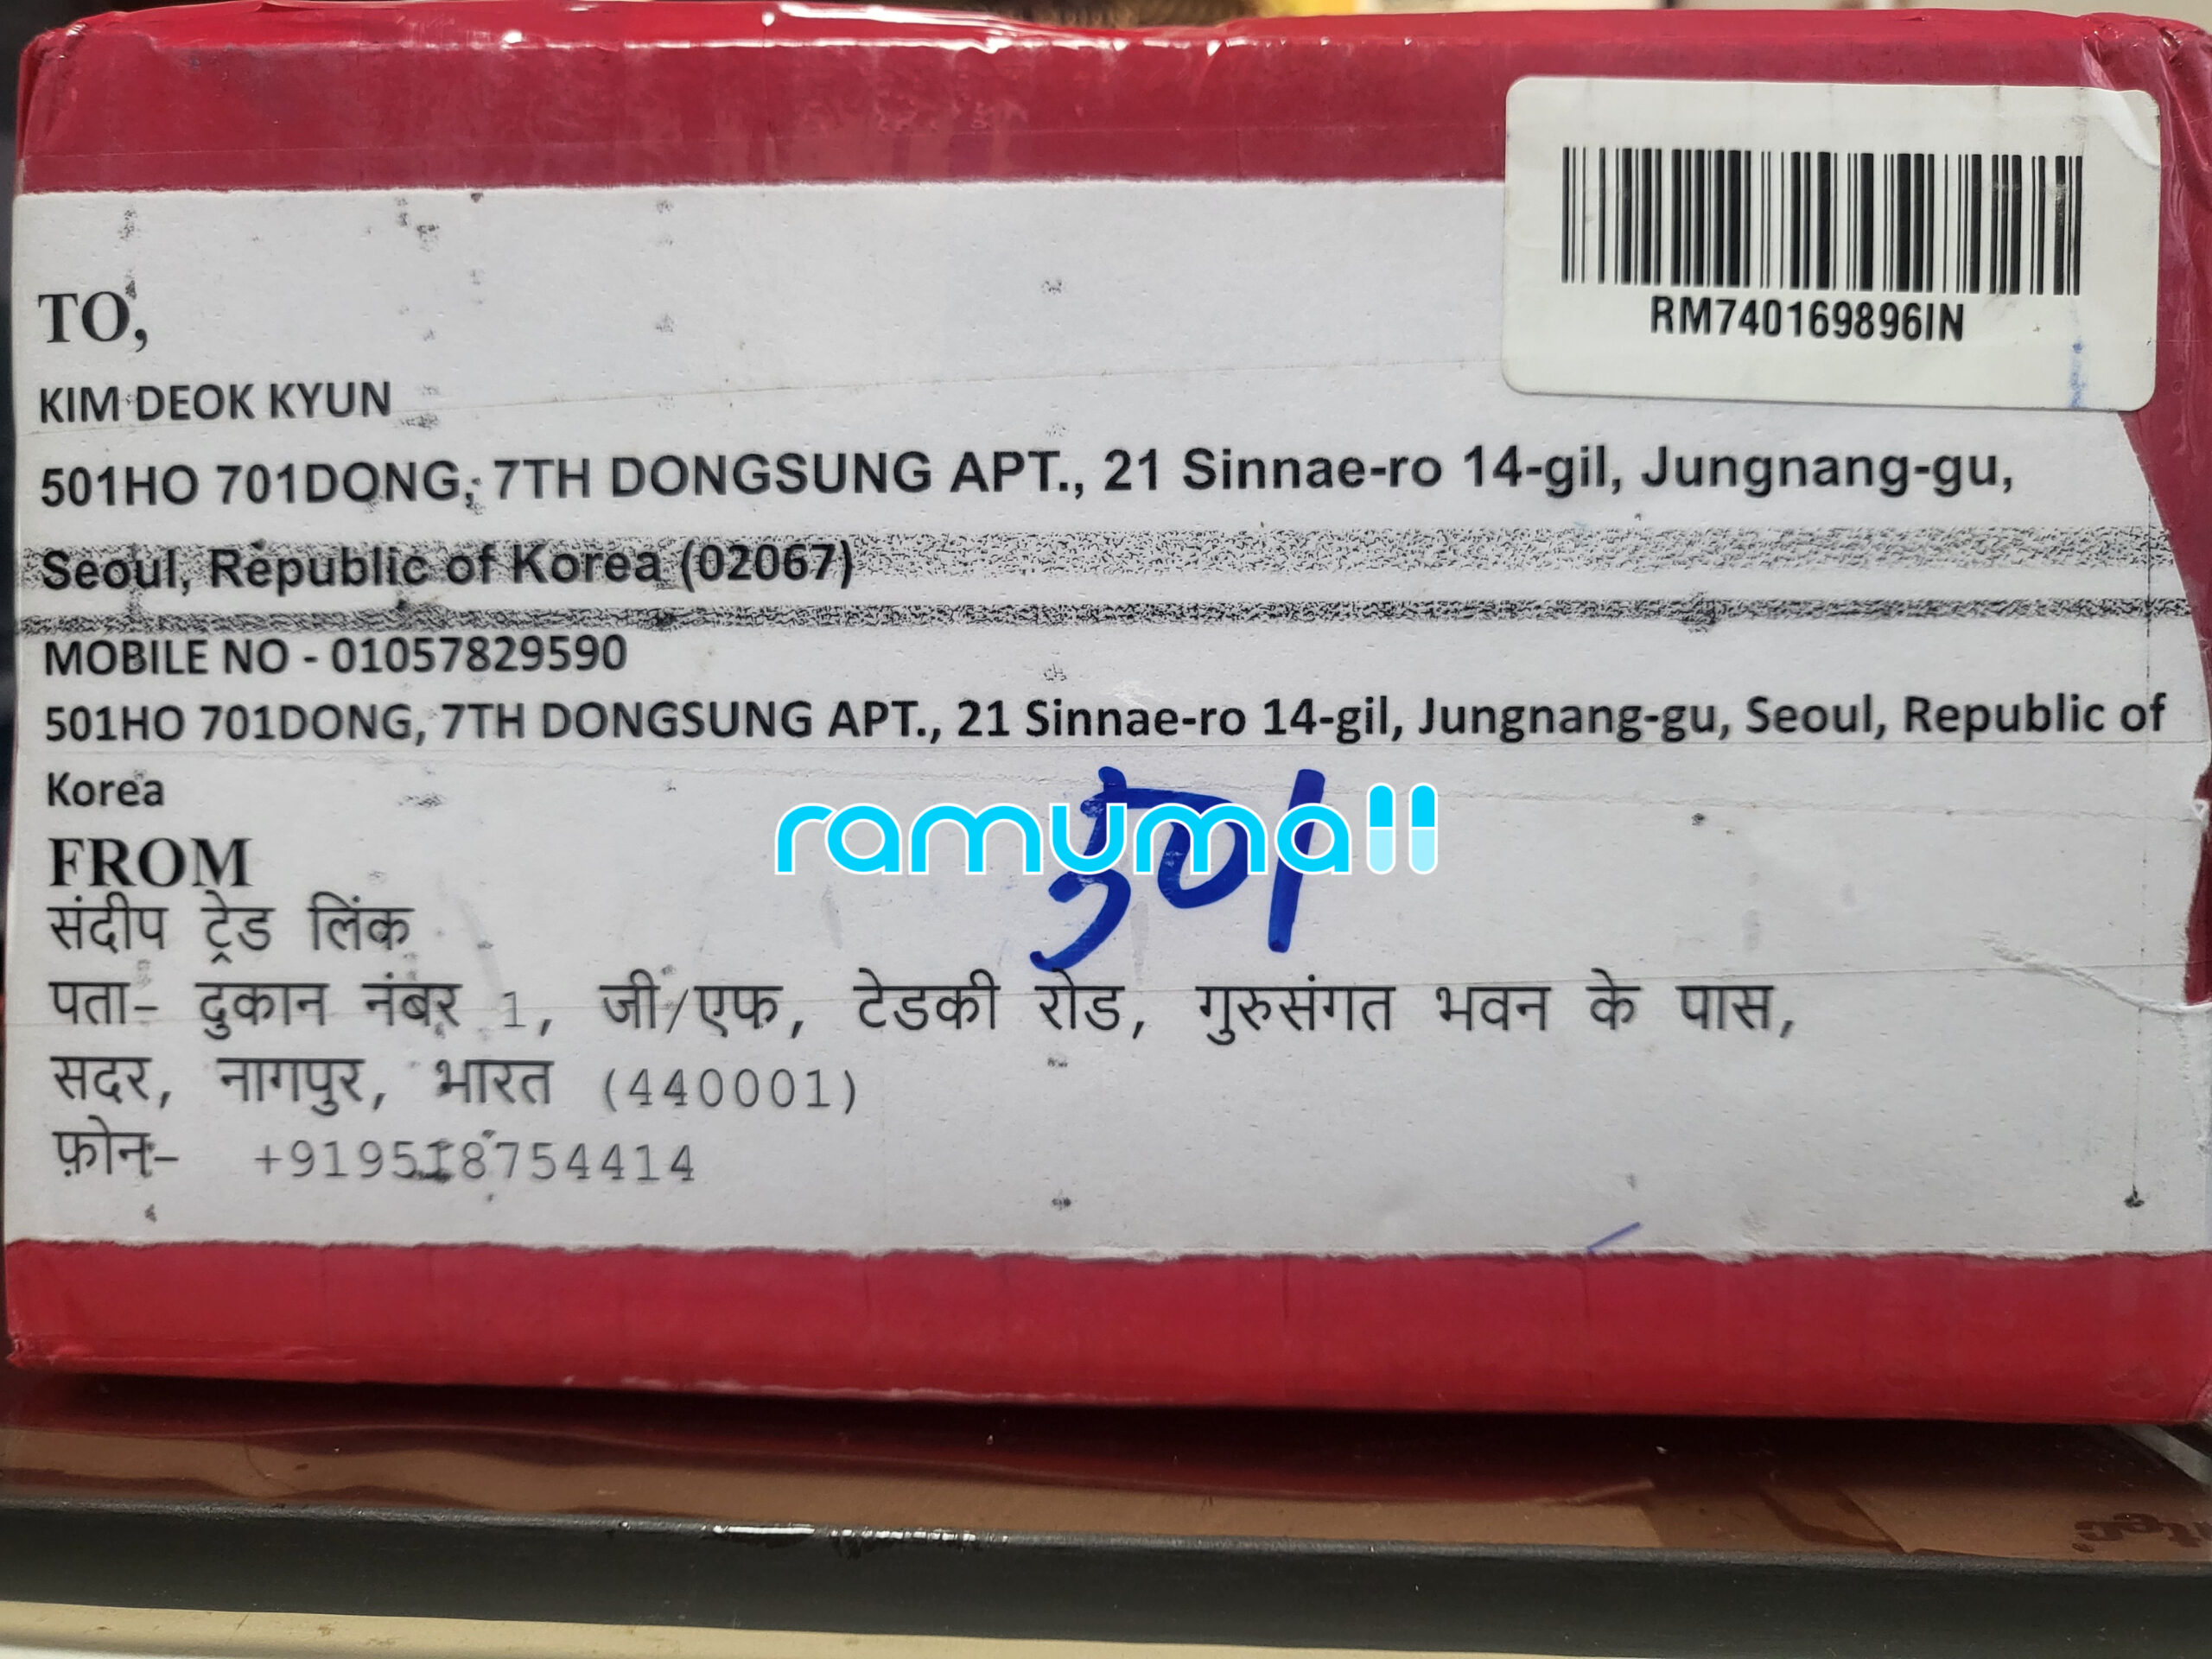 RM740169896IN
TO,
KIM DEOK KYUN
501HO 701DONG, 7TH DONGSUNG APT., 21 Sinnae-ro 14-gil, Jungnang-gu,
Seoul, Republic of Korea (02067)
MOBILE NO - 01057829590
501HO 701DONG, 7TH DONGSUNG APT., 21 Sinnae-ro 14-gil, Jungnang-gu, Seoul, Republic of
Korea
ramumall
FROM
संदीप ट्रेड लिंक
पता- दुकान नंबर 1, जी/एफ, टेडकी रोड, गुरुसंगत भवन के पास,
सदर, नागपुर, भारत (440001)
फ़ोन- +919518754414